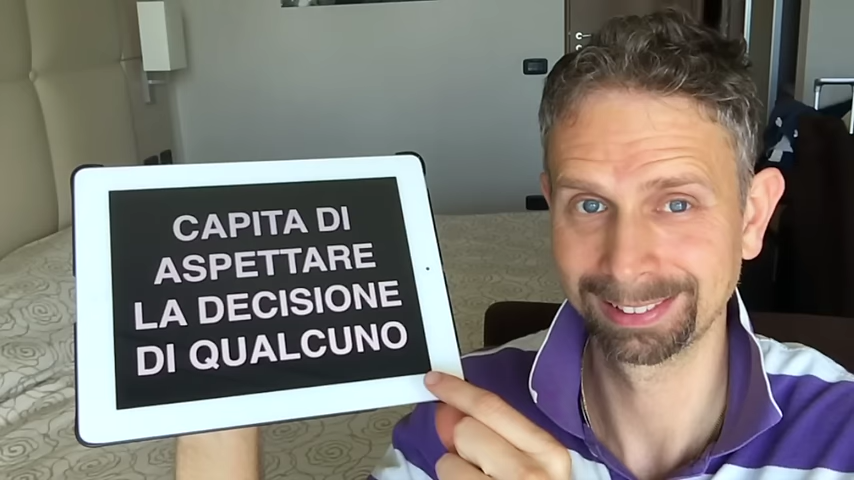 CAPITA DI
ASPETTARE
LA DECISIONE
DI QUALCUNO